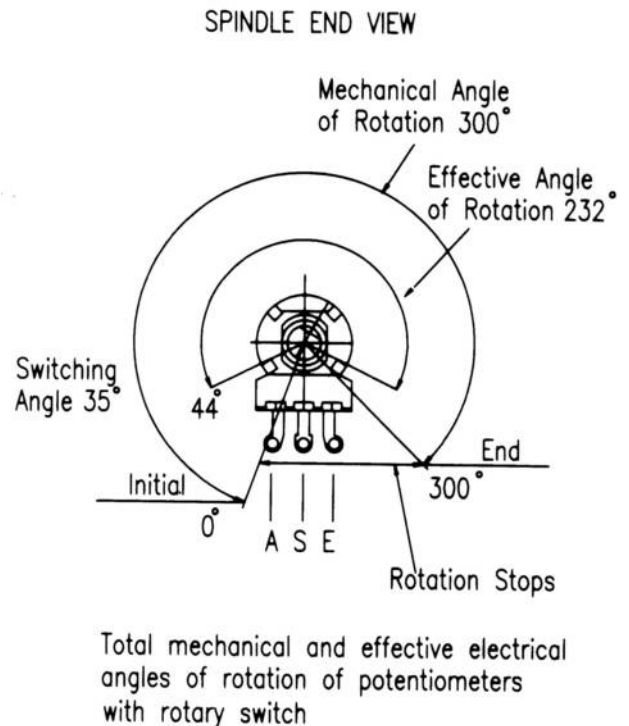 SPINDLE END VIEW
Mechanical Angle
of Rotation 300°
Effective Angle
of Rotation 232°
Switching
Angle 35°
44°
End
300°
Initial
0°
A S E
Rotation Stops
Total mechanical and effective electrical
angles of rotation of potentiometers
with rotary switch